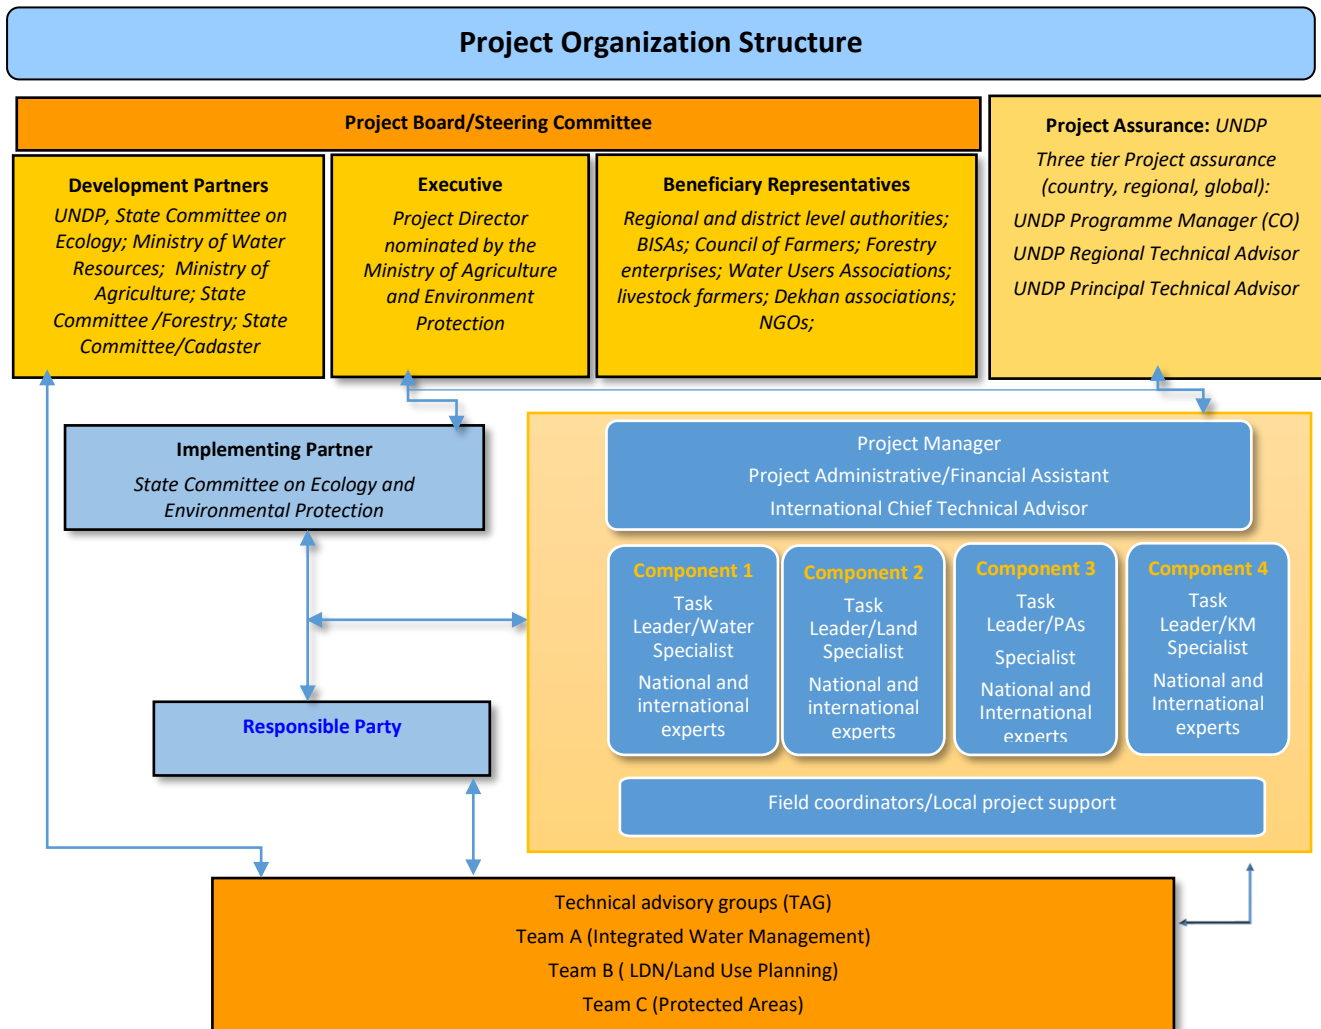 Project Organization Structure
Project Board/Steering Committee
Development Partners
UNDP, State Committee on
Ecology; Ministry of Water
Resources; Ministry of
Agriculture; State
Committee /Forestry; State
Committee/Cadaster
Executive
Project Director
nominated by the
Ministry of Agriculture
and Environment
Protection
Beneficiary Representatives
Regional and district level authorities;
BISAs; Council of Farmers; Forestry
enterprises; Water Users Associations;
livestock farmers; Dekhan associations;
NGOs;
Project Assurance: UNDP
Three tier Project assurance
(country, regional, global):
UNDP Programme Manager (CO)
UNDP Regional Technical Advisor
UNDP Principal Technical Advisor
Implementing Partner
State Committee on Ecology and
Environmental Protection
Project Manager
Project Administrative/Financial Assistant
International Chief Technical Advisor
Component 1
Task
Leader/Water
Specialist
National and
international
experts
Component 2
Task
Leader/Land
Specialist
National and
international
experts
Component 3
Task
Leader/PAs
Specialist
National and
International
experts
Component 4
Task
Leader/KM
Specialist
National and
International
experts
Responsible Party
Field coordinators/Local project support
Technical advisory groups (TAG)
Team A (Integrated Water Management)
Team B ( LDN/Land Use Planning)
Team C (Protected Areas)